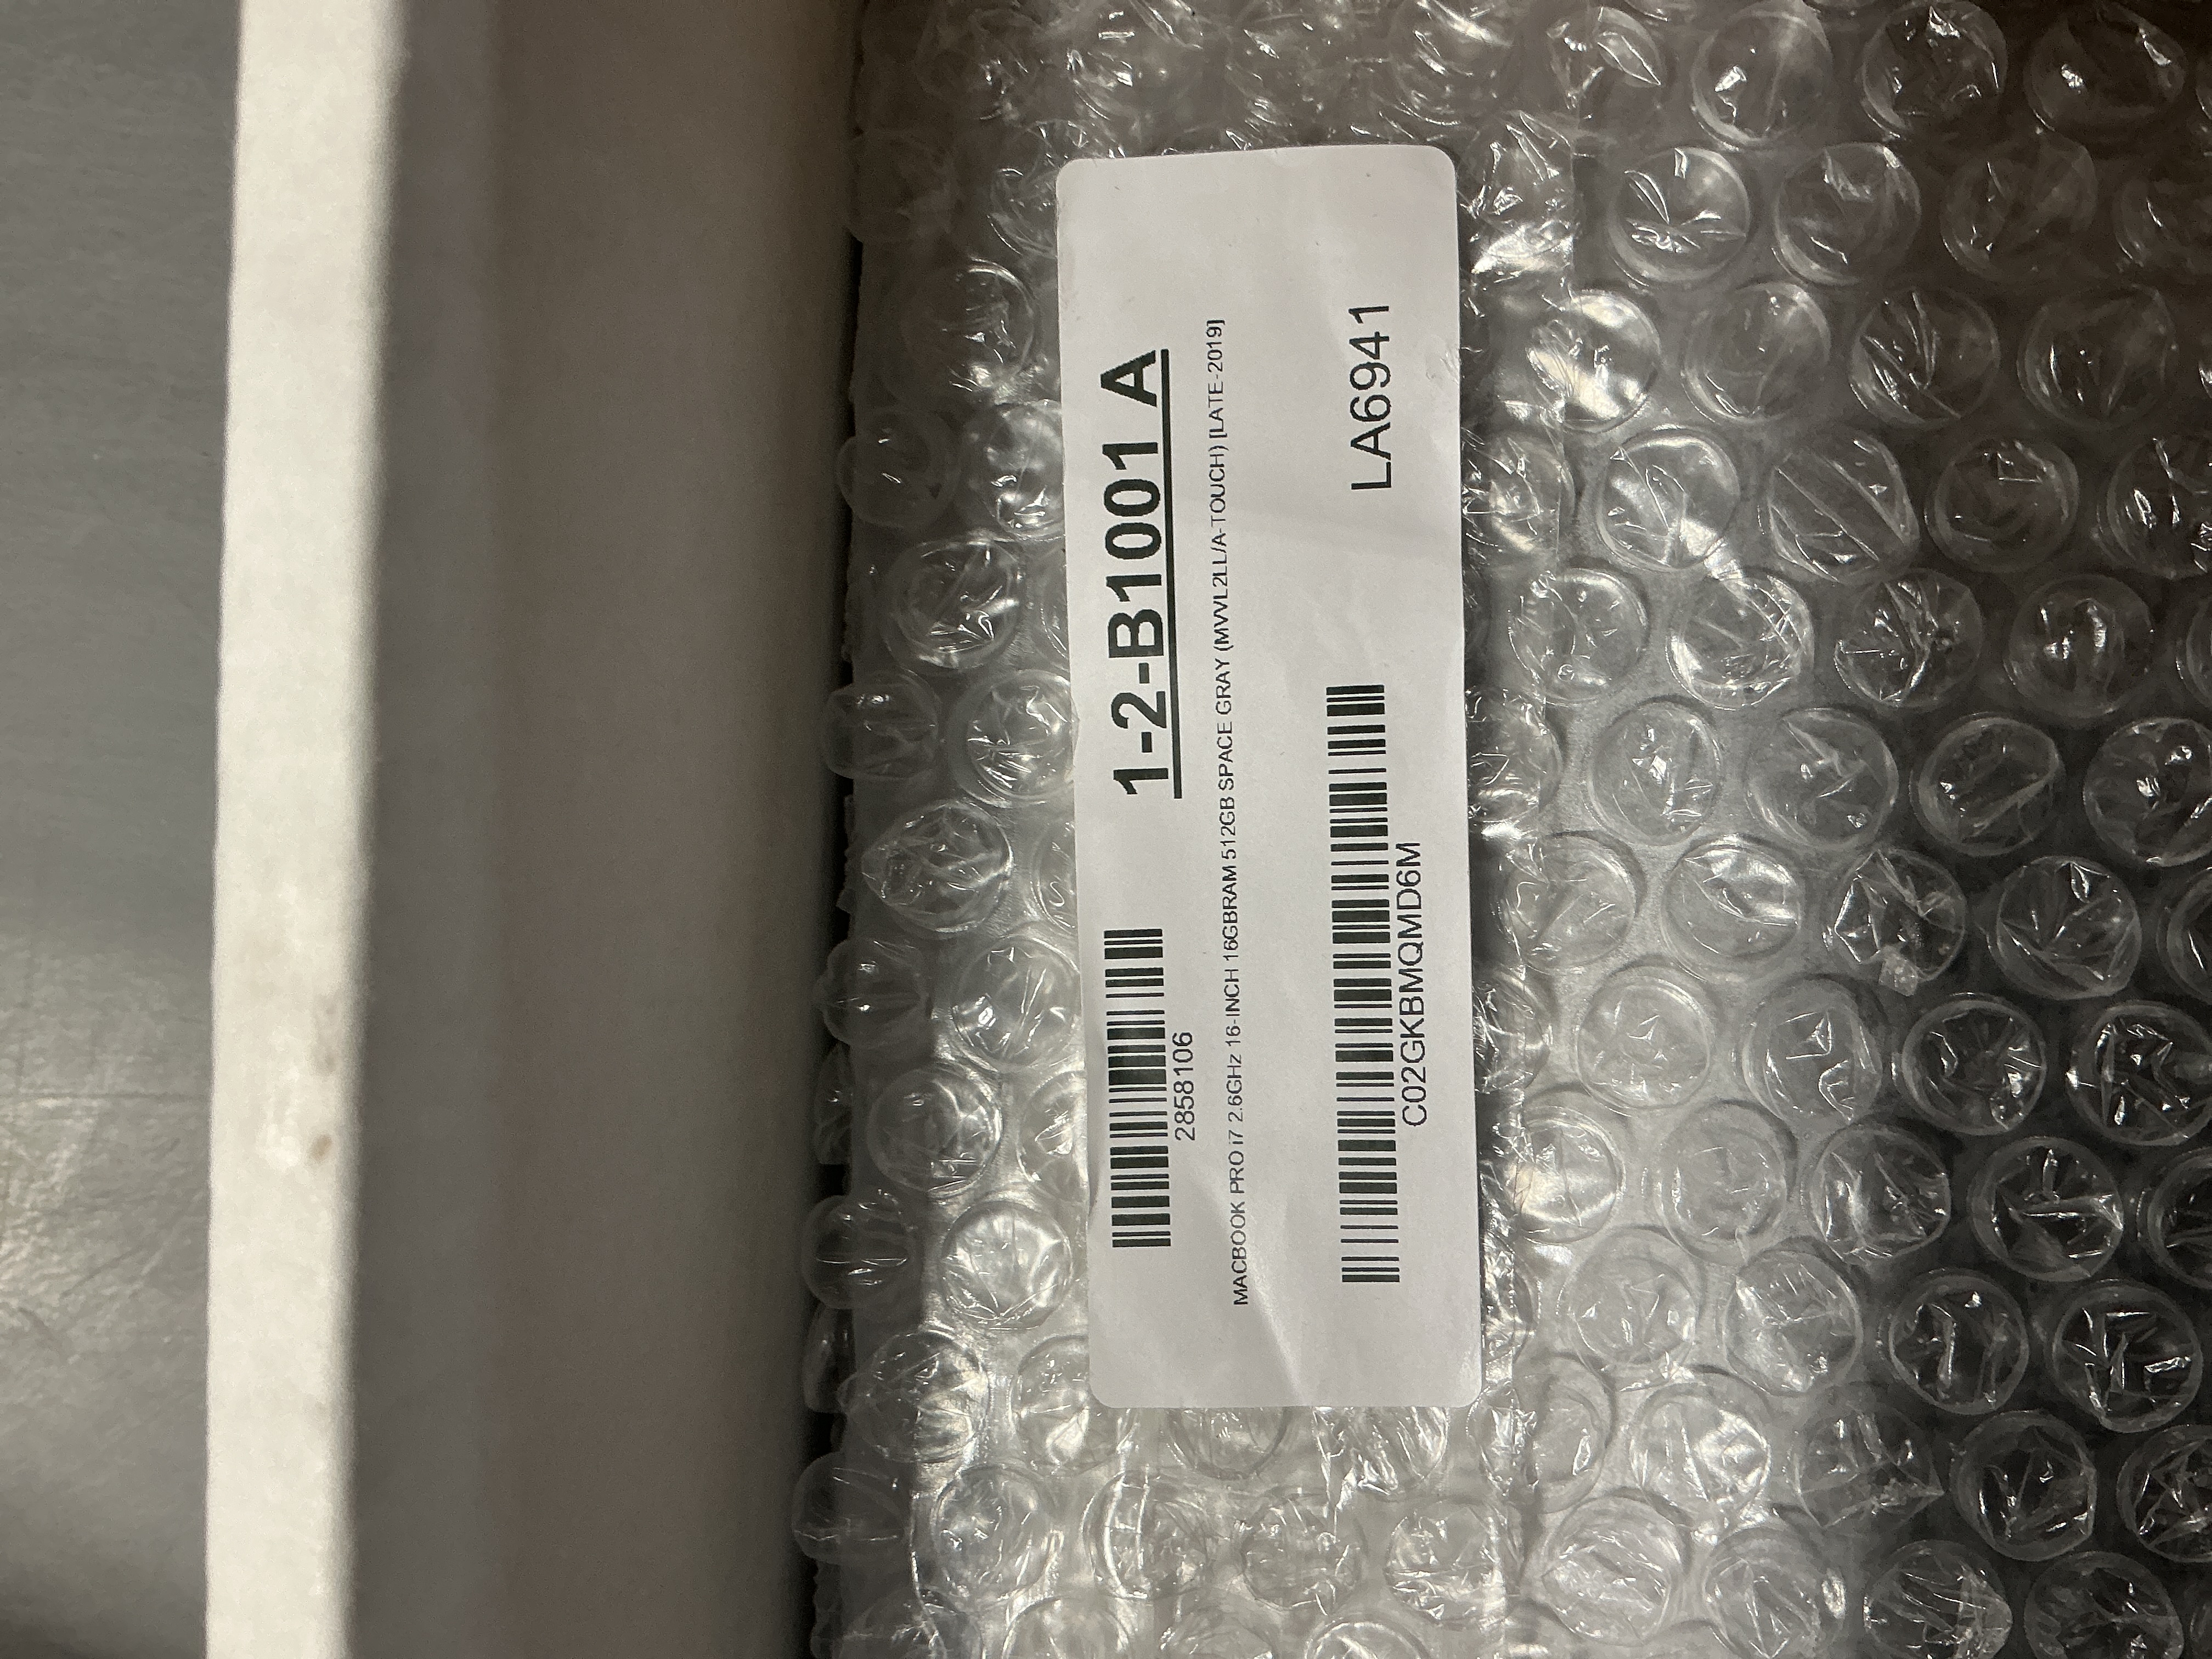 1-2-B1001 A
2858106
MACBOOK PRO i7 2.6GHz 16-INCH 16GBRAM 512GB SPACE GRAY (MVVL2LL/A-TOUCH) [LATE-2019]
LA6941
C02GKBMQMD6M